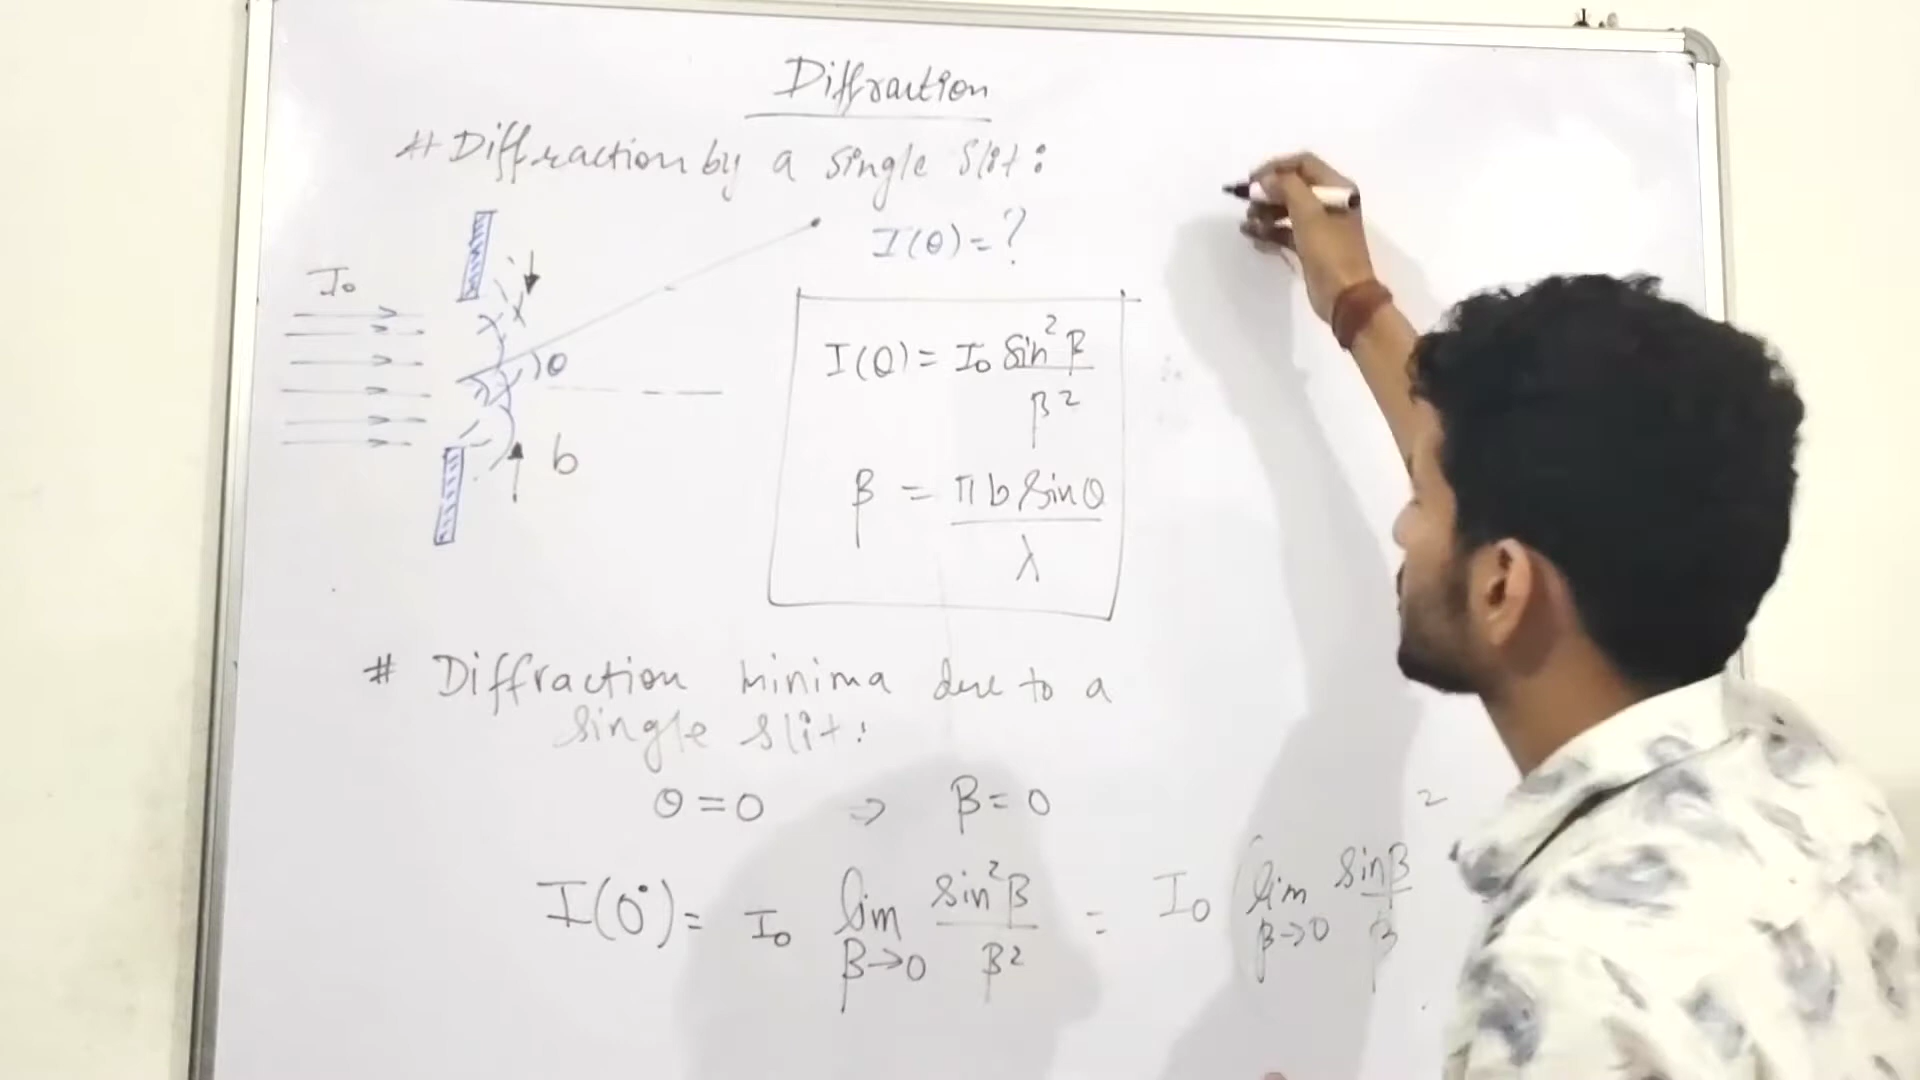 Diffraction
# Diffraction by a single slit:
I(θ) = ?
I₀
θ
b
I(θ) = I₀ sin²β / β²
β = πb sinθ / λ
# Diffraction minima due to a
single slit:
θ = 0 ⇒ β = 0
I(0°) = I₀ lim β→0 sin²β / β² = I₀ ( lim β→0 sinβ / β ²